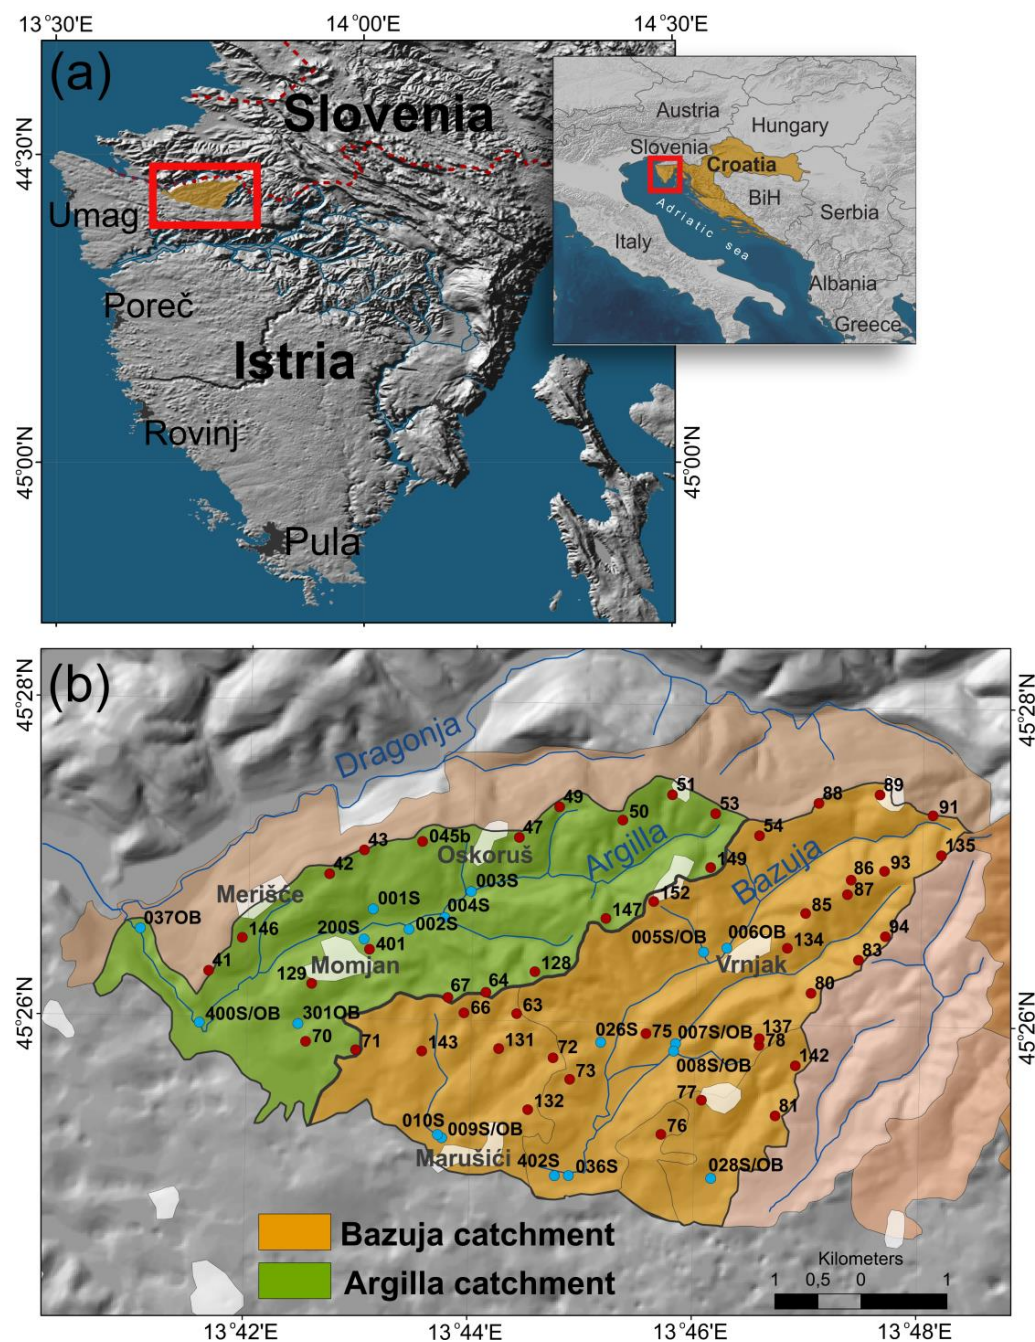 13°30'E 14°00'E 14°30'E
(a)
Slovenia
44°30'N
Umag
Poreč
Istria
Rovinj
Pula
45°00'N
45°00'N
Austria
Hungary
Slovenia
Croatia
BiH
Serbia
Adriatic sea
Italy
Albania
Greece
(b)
45°28'N
45°28'N
Dragonja
51
89
49
88
50
53
91
43
045b
47
54
Oskoruš
Argilla
Bazuja
135
42
149
86
93
Merišće
003S
87
152
001S
004S
85
94
037OB
147
146
200S
002S
005S/OB
006OB
134
401
83
Momjan
Vrnjak
41
128
129
80
67
64
45°26'N
400S/OB
301OB
66
63
026S
75
007S/OB
137
45°26'N
70
71
143
131
72
78
008S/OB
142
73
77
132
81
010S
009S/OB
76
Marušići
402S
036S
028S/OB
Bazuja catchment
Argilla catchment
Kilometers
1 0,5 0 1
13°42'E 13°44'E 13°46'E 13°48'E